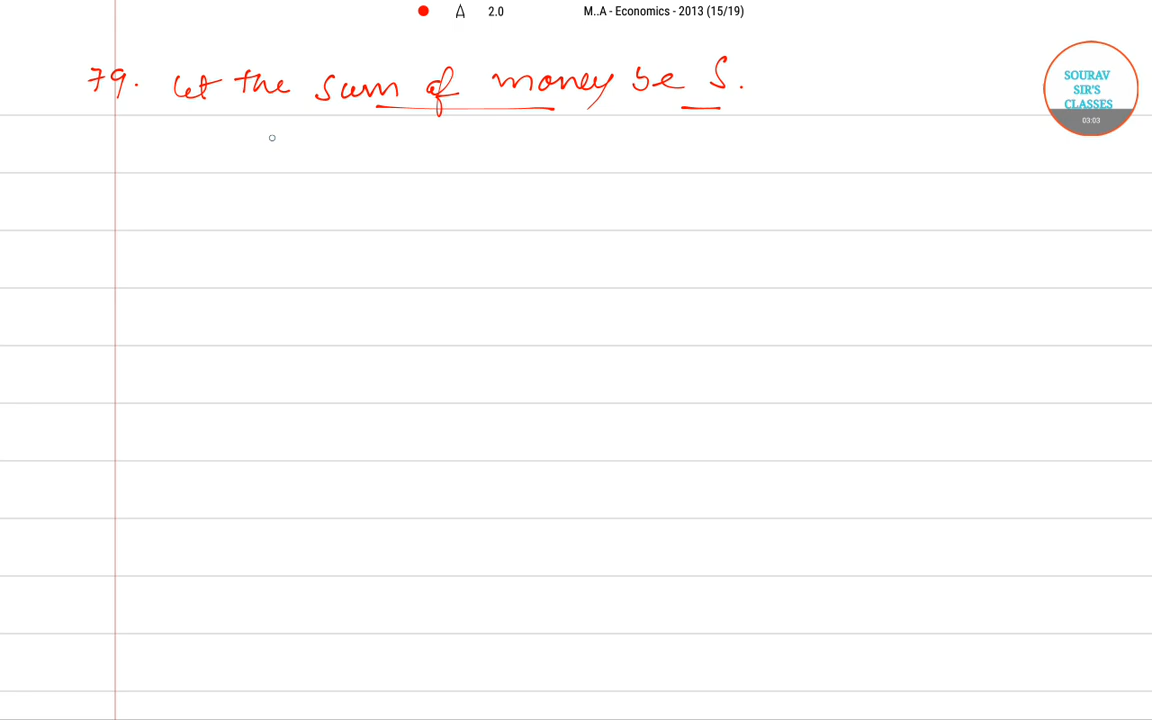 A 2.0 M..A - Economics - 2013 (15/19)
79. Let the sum of money be S.
SOURAV
SIR'S
CLASSES
03:03